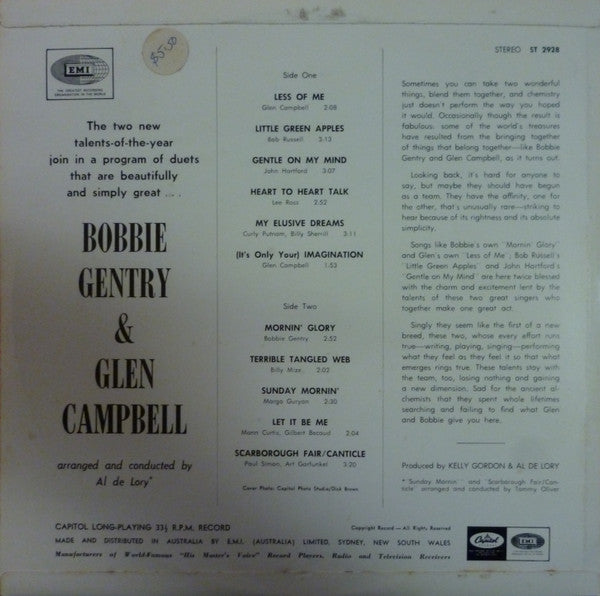 EMI
THE GREATEST RECORDING
ORGANISATION IN THE WORLD
$5.50
STEREO ST 2928
The two new
talents-of-the-year
join in a program of duets
that are beautifully
and simply great ....
BOBBIE
GENTRY
&
GLEN
CAMPBELL
arranged and conducted by
Al de Lory*
Side One
LESS OF ME
Glen Campbell 2:08
LITTLE GREEN APPLES
Bob Russell 3:13
GENTLE ON MY MIND
John Hartford 3:07
HEART TO HEART TALK
Lee Ross 2:52
MY ELUSIVE DREAMS
Curly Putnam, Billy Sherrill 3:11
(It's Only Your) IMAGINATION
Glen Campbell 1:53
Side Two
MORNIN' GLORY
Bobbie Gentry 2:52
TERRIBLE TANGLED WEB
Billy Mize 2:02
SUNDAY MORNIN'
Margo Guryan 2:30
LET IT BE ME
Mann Curtis, Gilbert Becaud 2:04
SCARBOROUGH FAIR/CANTICLE
Paul Simon, Art Garfunkel 3:20
Cover Photo: Capitol Photo Studio/Dick Brown
Sometimes you can take two wonderful
things, blend them together, and chemistry
just doesn't perform the way you hoped
it would. Occasionally though the result is
fabulous: some of the world's treasures
have resulted from the bringing together
of things that belong together—like Bobbie
Gentry and Glen Campbell, as it turns out.
Looking back, it's hard for anyone to
say, but maybe they should have begun
as a team. They have the affinity, one for
the other, that's unusually rare—striking to
hear because of its rightness and its absolute
simplicity.
Songs like Bobbie's own "Mornin' Glory"
and Glen's own "Less of Me", Bob Russell's
"Little Green Apples" and John Hartford's
"Gentle on My Mind" are here twice blessed
with the charm and excitement lent by the
talents of these two great singers who
together make one great act.
Singly they seem like the first of a new
breed, these two, whose every effort runs
true—writing, playing, singing—performing
what they feel as they feel it so that what
emerges rings true. These talents stay with
the team, too, losing nothing and gaining
a new dimension. Sad for the ancient al-
chemists that they spent whole lifetimes
searching and failing to find what Glen
and Bobbie give you here.
Produced by KELLY GORDON & AL DE LORY
* "Sunday Mornin'" and "Scarborough Fair/Can-
ticle" arranged and conducted by Tommy Oliver
CAPITOL LONG-PLAYING 33⅓ R.P.M. RECORD
Copyright Record — All Rights Reserved
MADE AND DISTRIBUTED IN AUSTRALIA BY E.M.I. (AUSTRALIA) LIMITED, SYDNEY, NEW SOUTH WALES
Manufacturers of World-Famous "His Master's Voice" Record Players, Radio and Television Receivers
Capitol
EMI